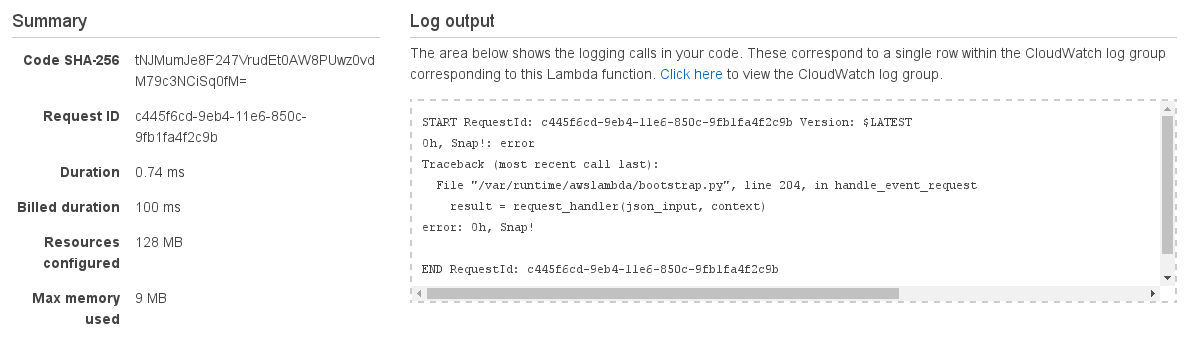 Summary
Code SHA-256 tNJMumJe8F247VrudEt0AW8PUwz0vd
M79c3NCiSq0fM=
Request ID c445f6cd-9eb4-11e6-850c-
9fb1fa4f2c9b
Duration 0.74 ms
Billed duration 100 ms
Resources 128 MB
configured
Max memory 9 MB
used
Log output
The area below shows the logging calls in your code. These correspond to a single row within the CloudWatch log group
corresponding to this Lambda function. Click here to view the CloudWatch log group.
START RequestId: c445f6cd-9eb4-11e6-850c-9fb1fa4f2c9b Version: $LATEST
Oh, Snap!: error
Traceback (most recent call last):
  File "/var/runtime/awslambda/bootstrap.py", line 204, in handle_event_request
    result = request_handler(json_input, context)
error: Oh, Snap!
END RequestId: c445f6cd-9eb4-11e6-850c-9fb1fa4f2c9b